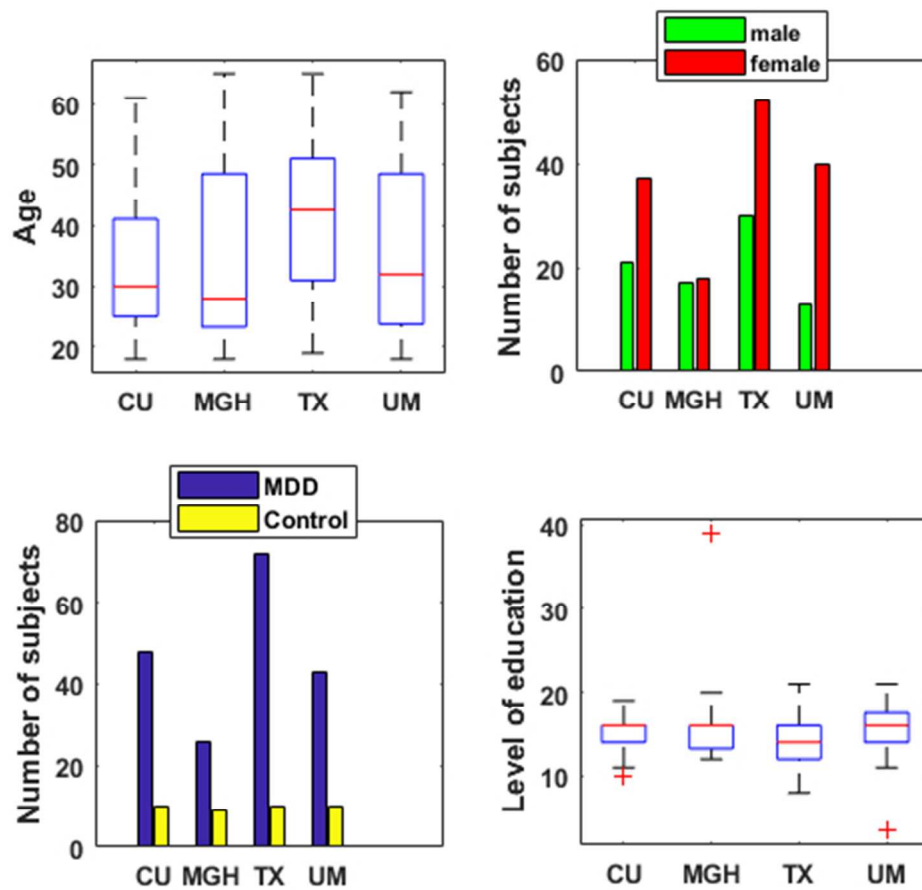 Age
60
50
40
30
20
CU MGH TX UM
male
female
Number of subjects
60
40
20
0
CU MGH TX UM
MDD
Control
Number of subjects
80
60
40
20
0
CU MGH TX UM
Level of education
40
30
20
10
CU MGH TX UM